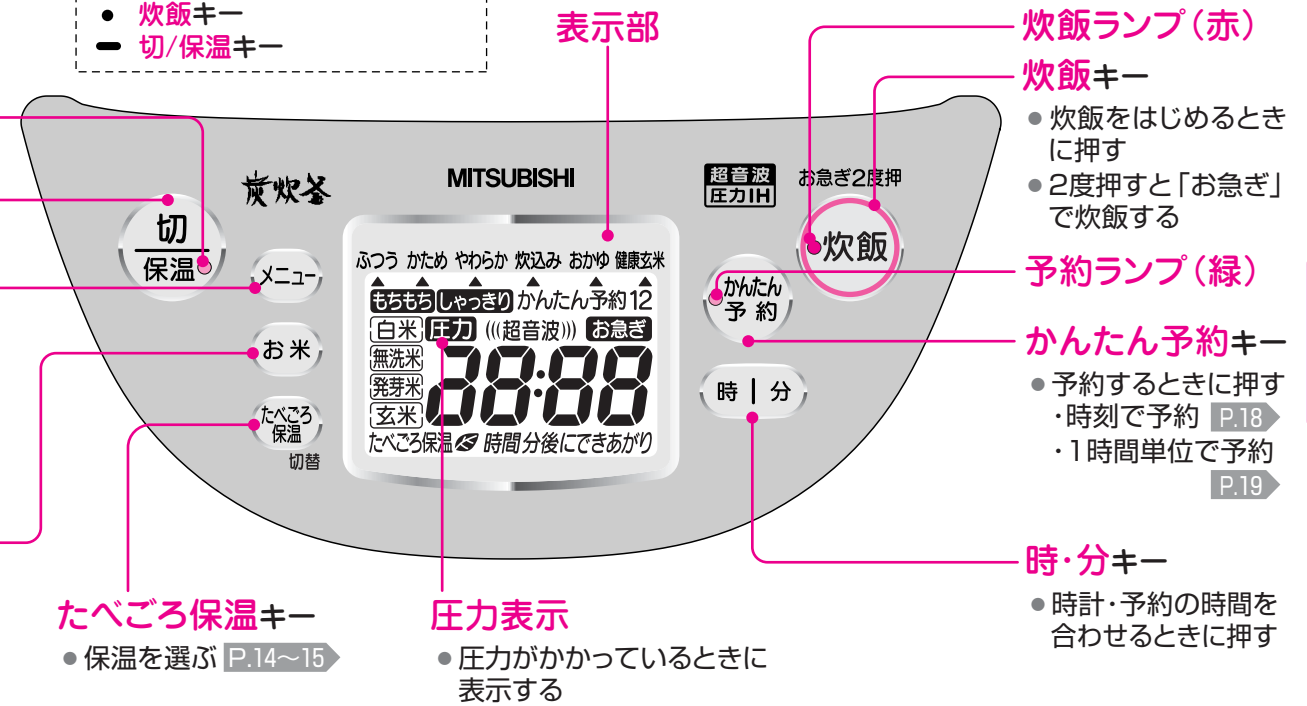 ● 炊飯キー
━ 切/保温キー
表示部
炊飯ランプ(赤)
炊飯キー
●炊飯をはじめるとき
に押す
●2度押すと「お急ぎ」
で炊飯する
予約ランプ(緑)
かんたん予約キー
●予約するときに押す
・時刻で予約 P.18
・1時間単位で予約
P.19
時・分キー
●時計・予約の時間を
合わせるときに押す
切
保温
炭炊釜
メニュー
お米
たべごろ
保温
切替
MITSUBISHI
ふつう かため やわらか 炊込み おかゆ 健康玄米
もちもち しゃっきり かんたん予約12
白米 圧力 (((超音波))) お急ぎ
無洗米
発芽米
玄米
88:88
たべごろ保温 時間分後にできあがり
超音波
圧力IH
お急ぎ2度押
炊飯
かんたん
予約
時 | 分
たべごろ保温キー
●保温を選ぶ P.14~15
圧力表示
●圧力がかかっているときに
表示する